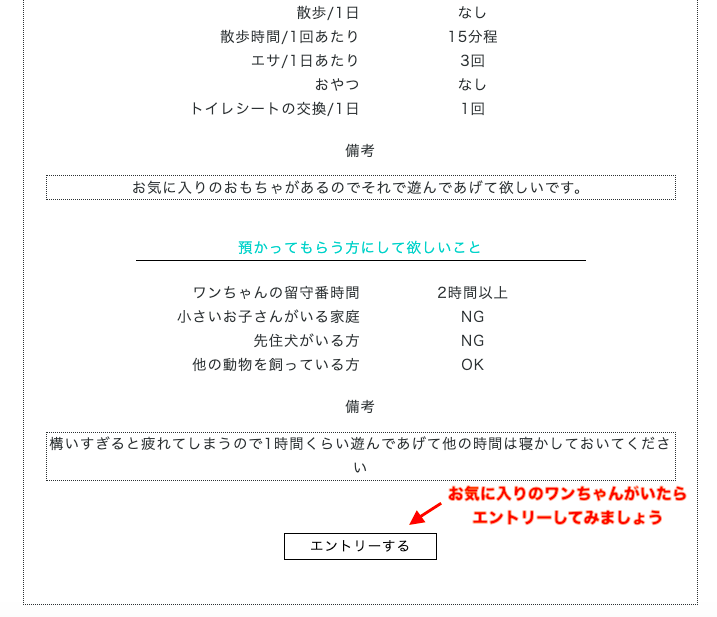 散歩/1日 なし
散歩時間/1回あたり 15分程
エサ/1日あたり 3回
おやつ なし
トイレシートの交換/1日 1回
備考
お気に入りのおもちゃがあるのでそれで遊んであげて欲しいです。
預かってもらう方にして欲しいこと
ワンちゃんの留守番時間 2時間以上
小さいお子さんがいる家庭 NG
先住犬がいる方 NG
他の動物を飼っている方 OK
備考
構いすぎると疲れてしまうので1時間くらい遊んであげて他の時間は寝かしておいてくださ
い
お気に入りのワンちゃんがいたら
エントリーしてみましょう
エントリーする